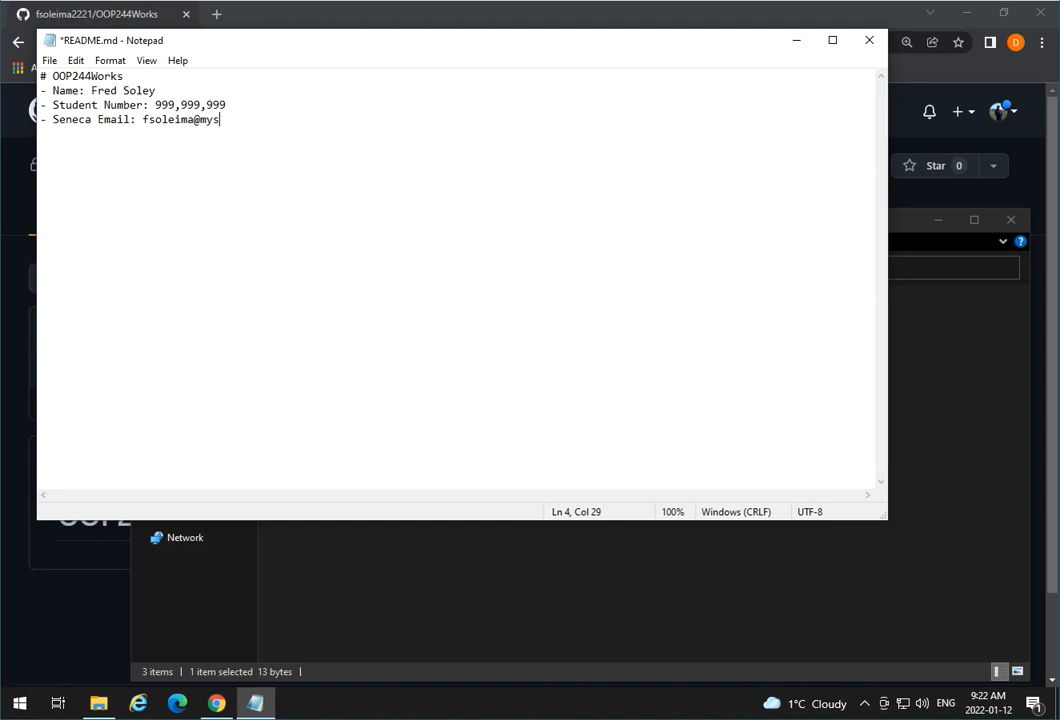 fsoleima2221/OOP244Works
*README.md - Notepad
File Edit Format View Help
# OOP244Works
- Name: Fred Soley
- Student Number: 999,999,999
- Seneca Email: fsoleima@mys
D
Star 0
Ln 4, Col 29 100% Windows (CRLF) UTF-8
Network
3 items 1 item selected 13 bytes
1°C Cloudy ENG 9:22 AM
2022-01-12
1